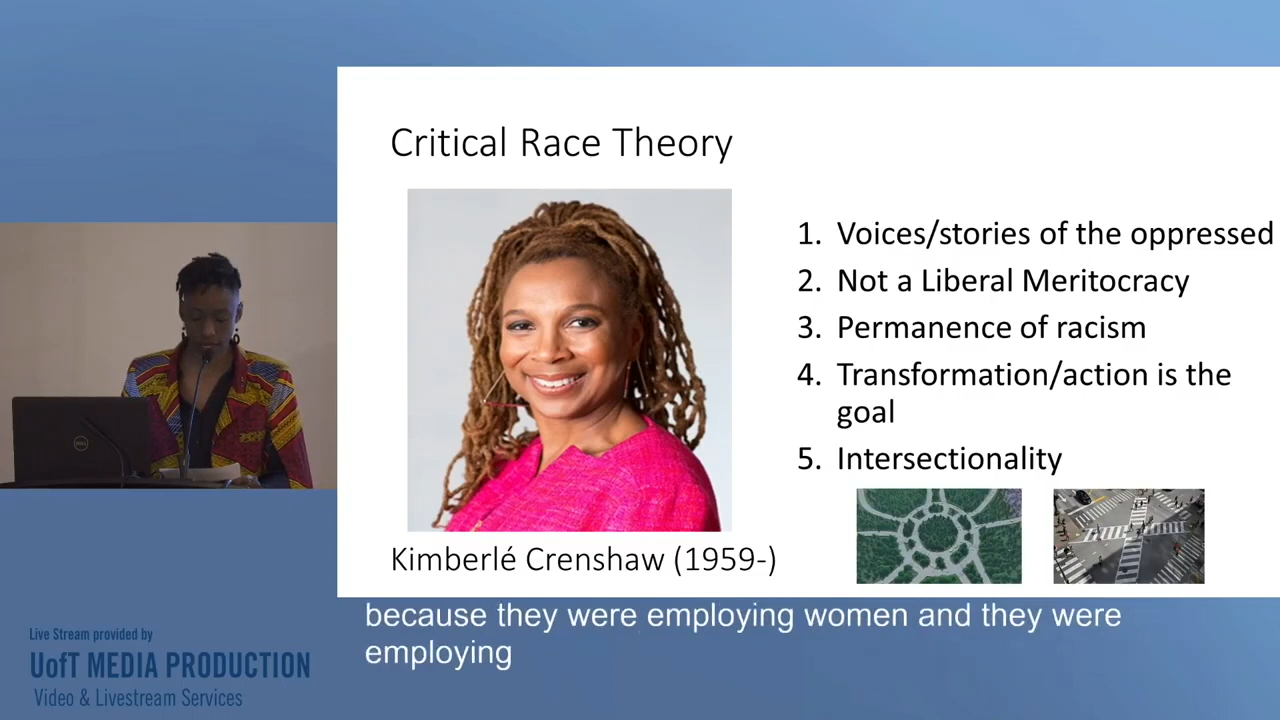 Critical Race Theory
1. Voices/stories of the oppressed
2. Not a Liberal Meritocracy
3. Permanence of racism
4. Transformation/action is the
goal
5. Intersectionality
Kimberlé Crenshaw (1959-)
because they were employing women and they were
employing
Live Stream provided by
UofT MEDIA PRODUCTION
Video & Livestream Services
DELL